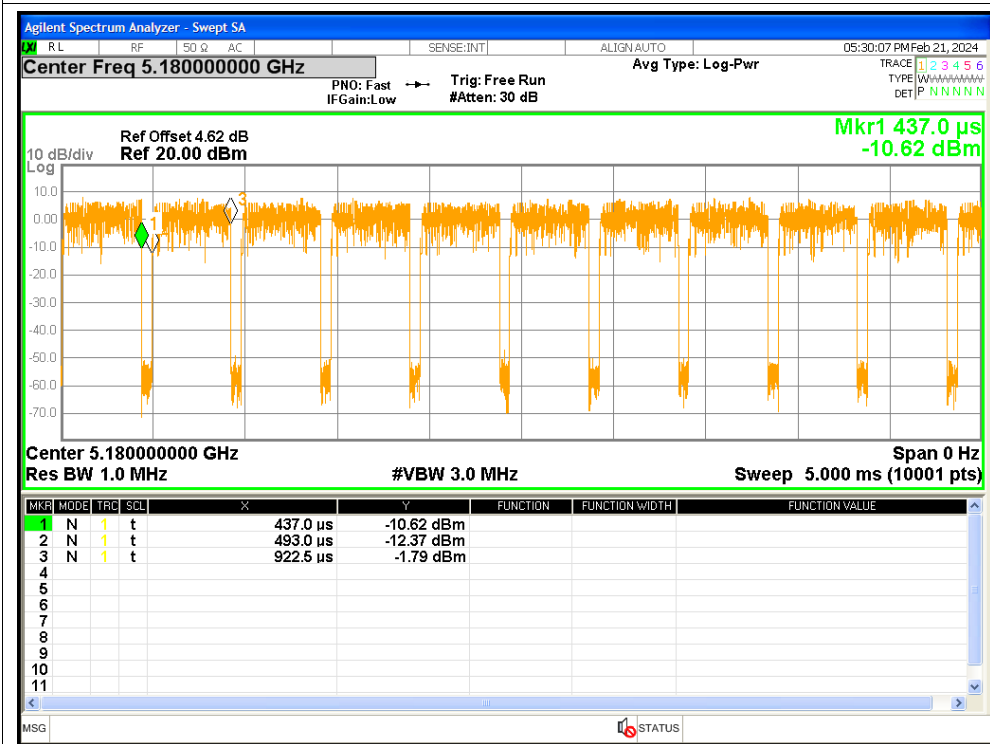 Agilent Spectrum Analyzer - Swept SA
LXI RL RF 50 Ω AC SENSE:INT ALIGN AUTO 05:30:07 PM Feb 21, 2024
Center Freq 5.180000000 GHz Avg Type: Log-Pwr TRACE 1 2 3 4 5 6
PNO: Fast Trig: Free Run TYPE W
IFGain:Low #Atten: 30 dB DET P N N N N N
Mkr1 437.0 µs
Ref Offset 4.62 dB
10 dB/div Ref 20.00 dBm -10.62 dBm
Log
10.0
0.00
-10.0
-20.0
-30.0
-40.0
-50.0
-60.0
-70.0
1
3
Center 5.180000000 GHz Span 0 Hz
Res BW 1.0 MHz #VBW 3.0 MHz Sweep 5.000 ms (10001 pts)
MKR MODE TRC SCL X Y FUNCTION FUNCTION WIDTH FUNCTION VALUE
1 N 1 t 437.0 µs -10.62 dBm
2 N 1 t 493.0 µs -12.37 dBm
3 N 1 t 922.5 µs -1.79 dBm
4
5
6
7
8
9
10
11
MSG STATUS